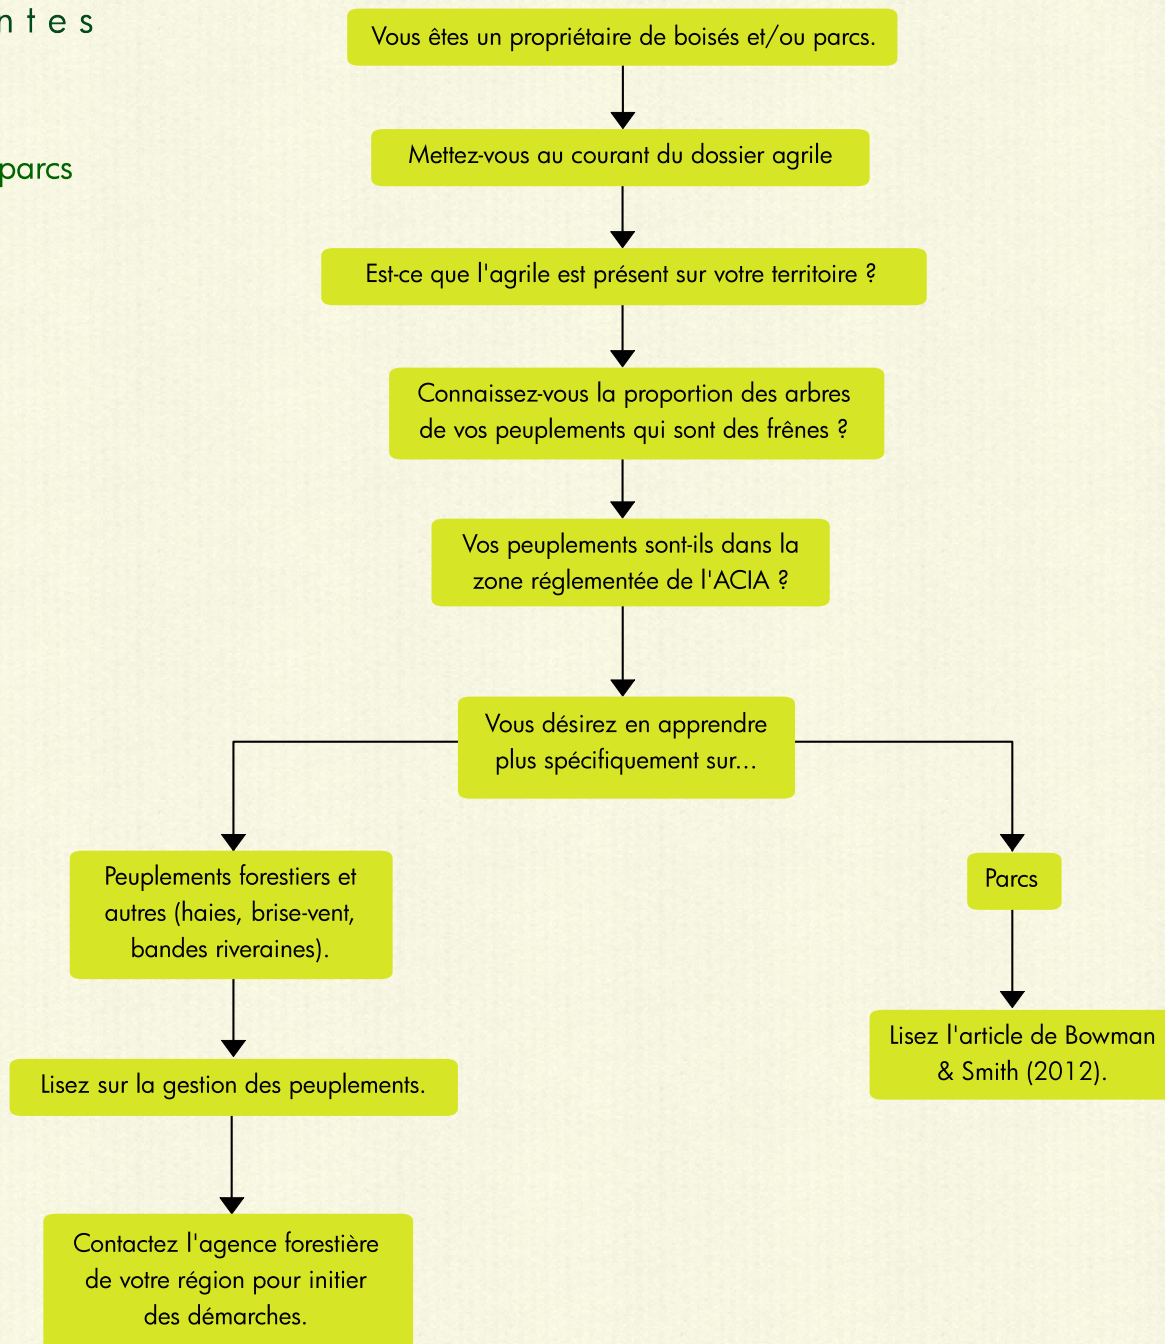 ntes
parcs
Vous êtes un propriétaire de boisés et/ou parcs.
Mettez-vous au courant du dossier agrile
Est-ce que l'agrile est présent sur votre territoire ?
Connaissez-vous la proportion des arbres
de vos peuplements qui sont des frênes ?
Vos peuplements sont-ils dans la
zone réglementée de l'ACIA ?
Vous désirez en apprendre
plus spécifiquement sur...
Peuplements forestiers et
autres (haies, brise-vent,
bandes riveraines).
Lisez sur la gestion des peuplements.
Contactez l'agence forestière
de votre région pour initier
des démarches.
Parcs
Lisez l'article de Bowman
& Smith (2012).